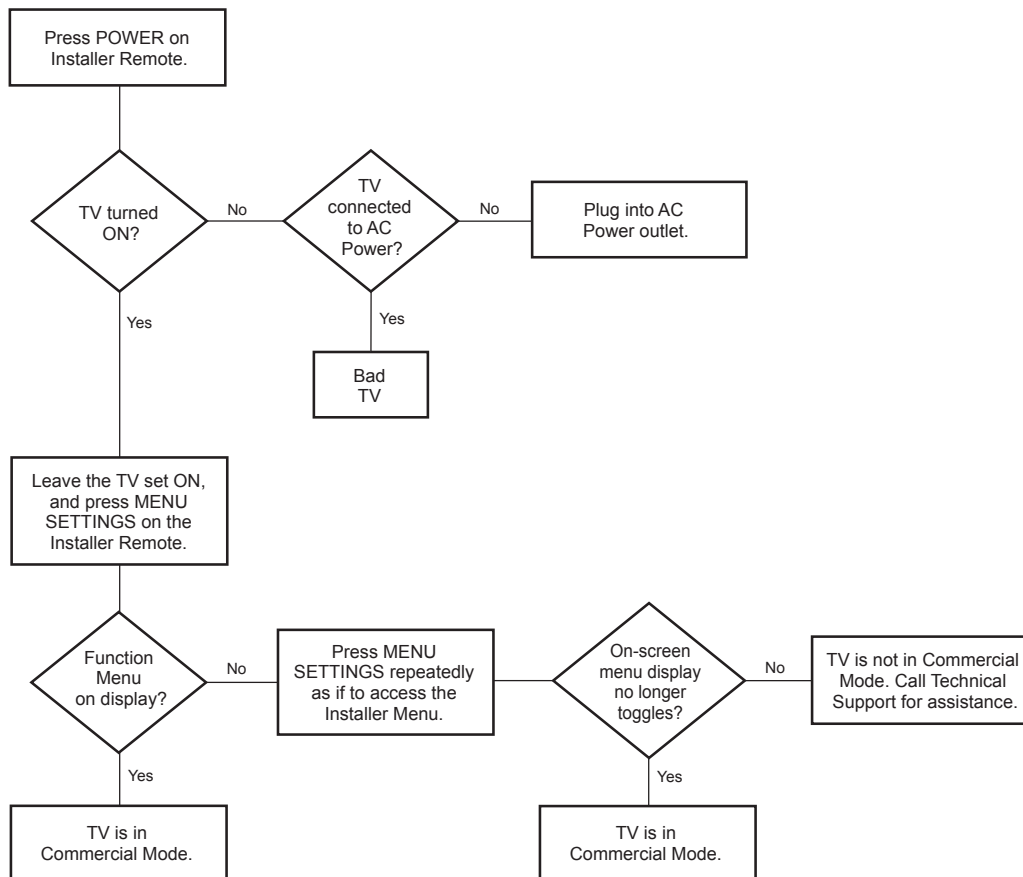 Press POWER on
Installer Remote.
TV turned
ON?
No
TV
connected
to AC
Power?
No
Plug into AC
Power outlet.
Yes
Yes
Bad
TV
Leave the TV set ON,
and press MENU
SETTINGS on the
Installer Remote.
Function
Menu
on display?
No
Press MENU
SETTINGS repeatedly
as if to access the
Installer Menu.
On-screen
menu display
no longer
toggles?
No
TV is not in Commercial
Mode. Call Technical
Support for assistance.
Yes
Yes
TV is in
Commercial Mode.
TV is in
Commercial Mode.